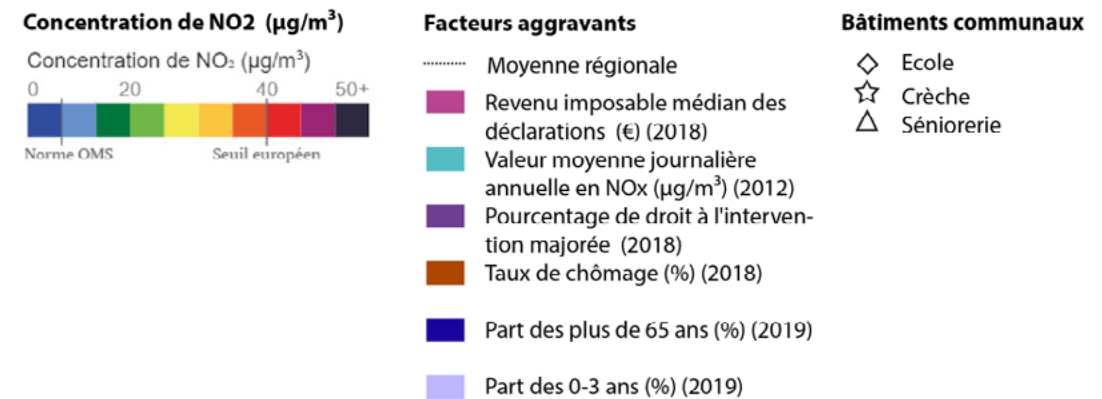 Concentration de NO2 (µg/m³)
Concentration de NO₂ (µg/m³)
0 20 40 50+
Norme OMS Seuil européen
Facteurs aggravants
Moyenne régionale
Revenu imposable médian des
déclarations (€) (2018)
Valeur moyenne journalière
annuelle en NOx (µg/m³) (2012)
Pourcentage de droit à l'interven-
tion majorée (2018)
Taux de chômage (%) (2018)
Part des plus de 65 ans (%) (2019)
Part des 0-3 ans (%) (2019)
Bâtiments communaux
Ecole
Crèche
Séniorerie